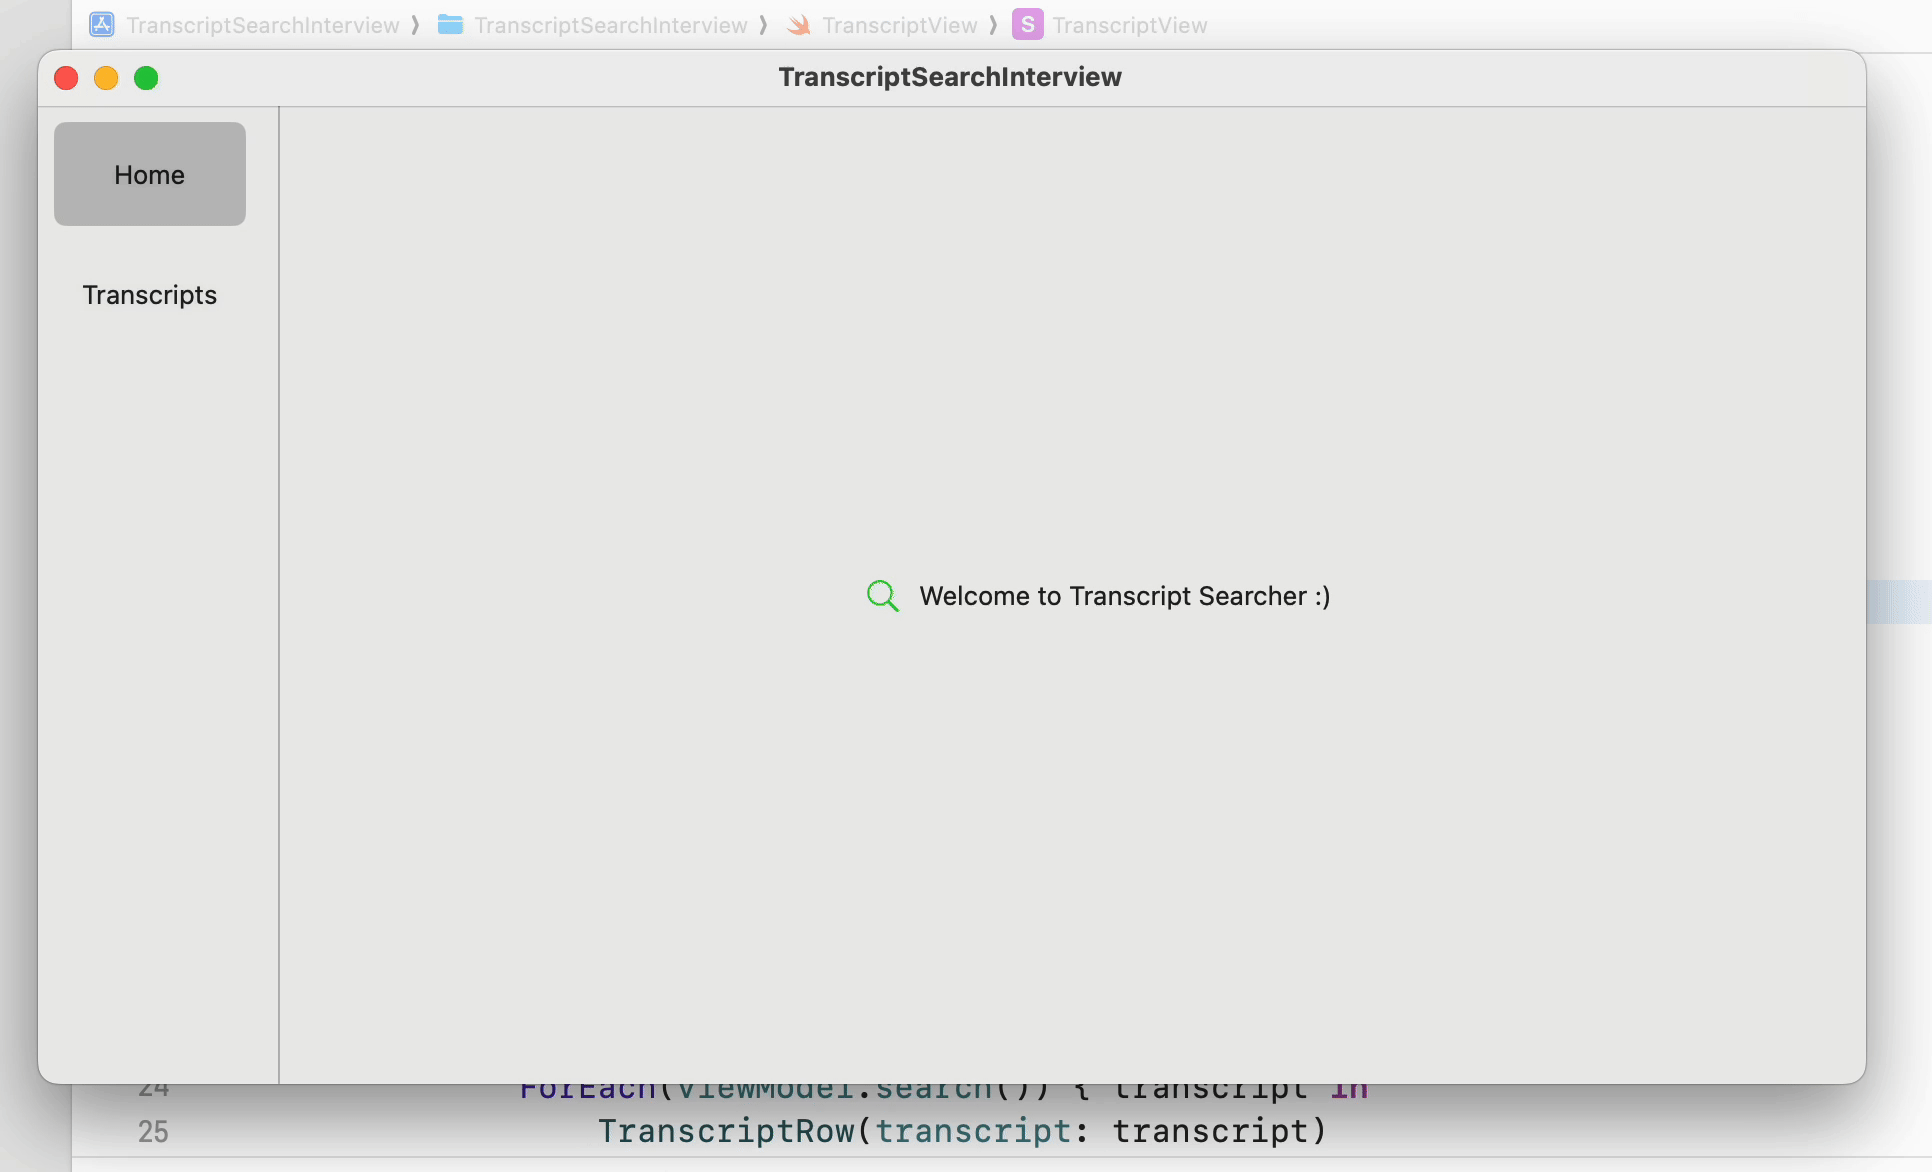 TranscriptSearchInterview ❭ TranscriptSearchInterview ❭ TranscriptView ❭ S TranscriptView
TranscriptSearchInterview
Home
Transcripts
Welcome to Transcript Searcher :)
24 ForEach(viewModel.search()) { transcript in
25 TranscriptRow(transcript: transcript)